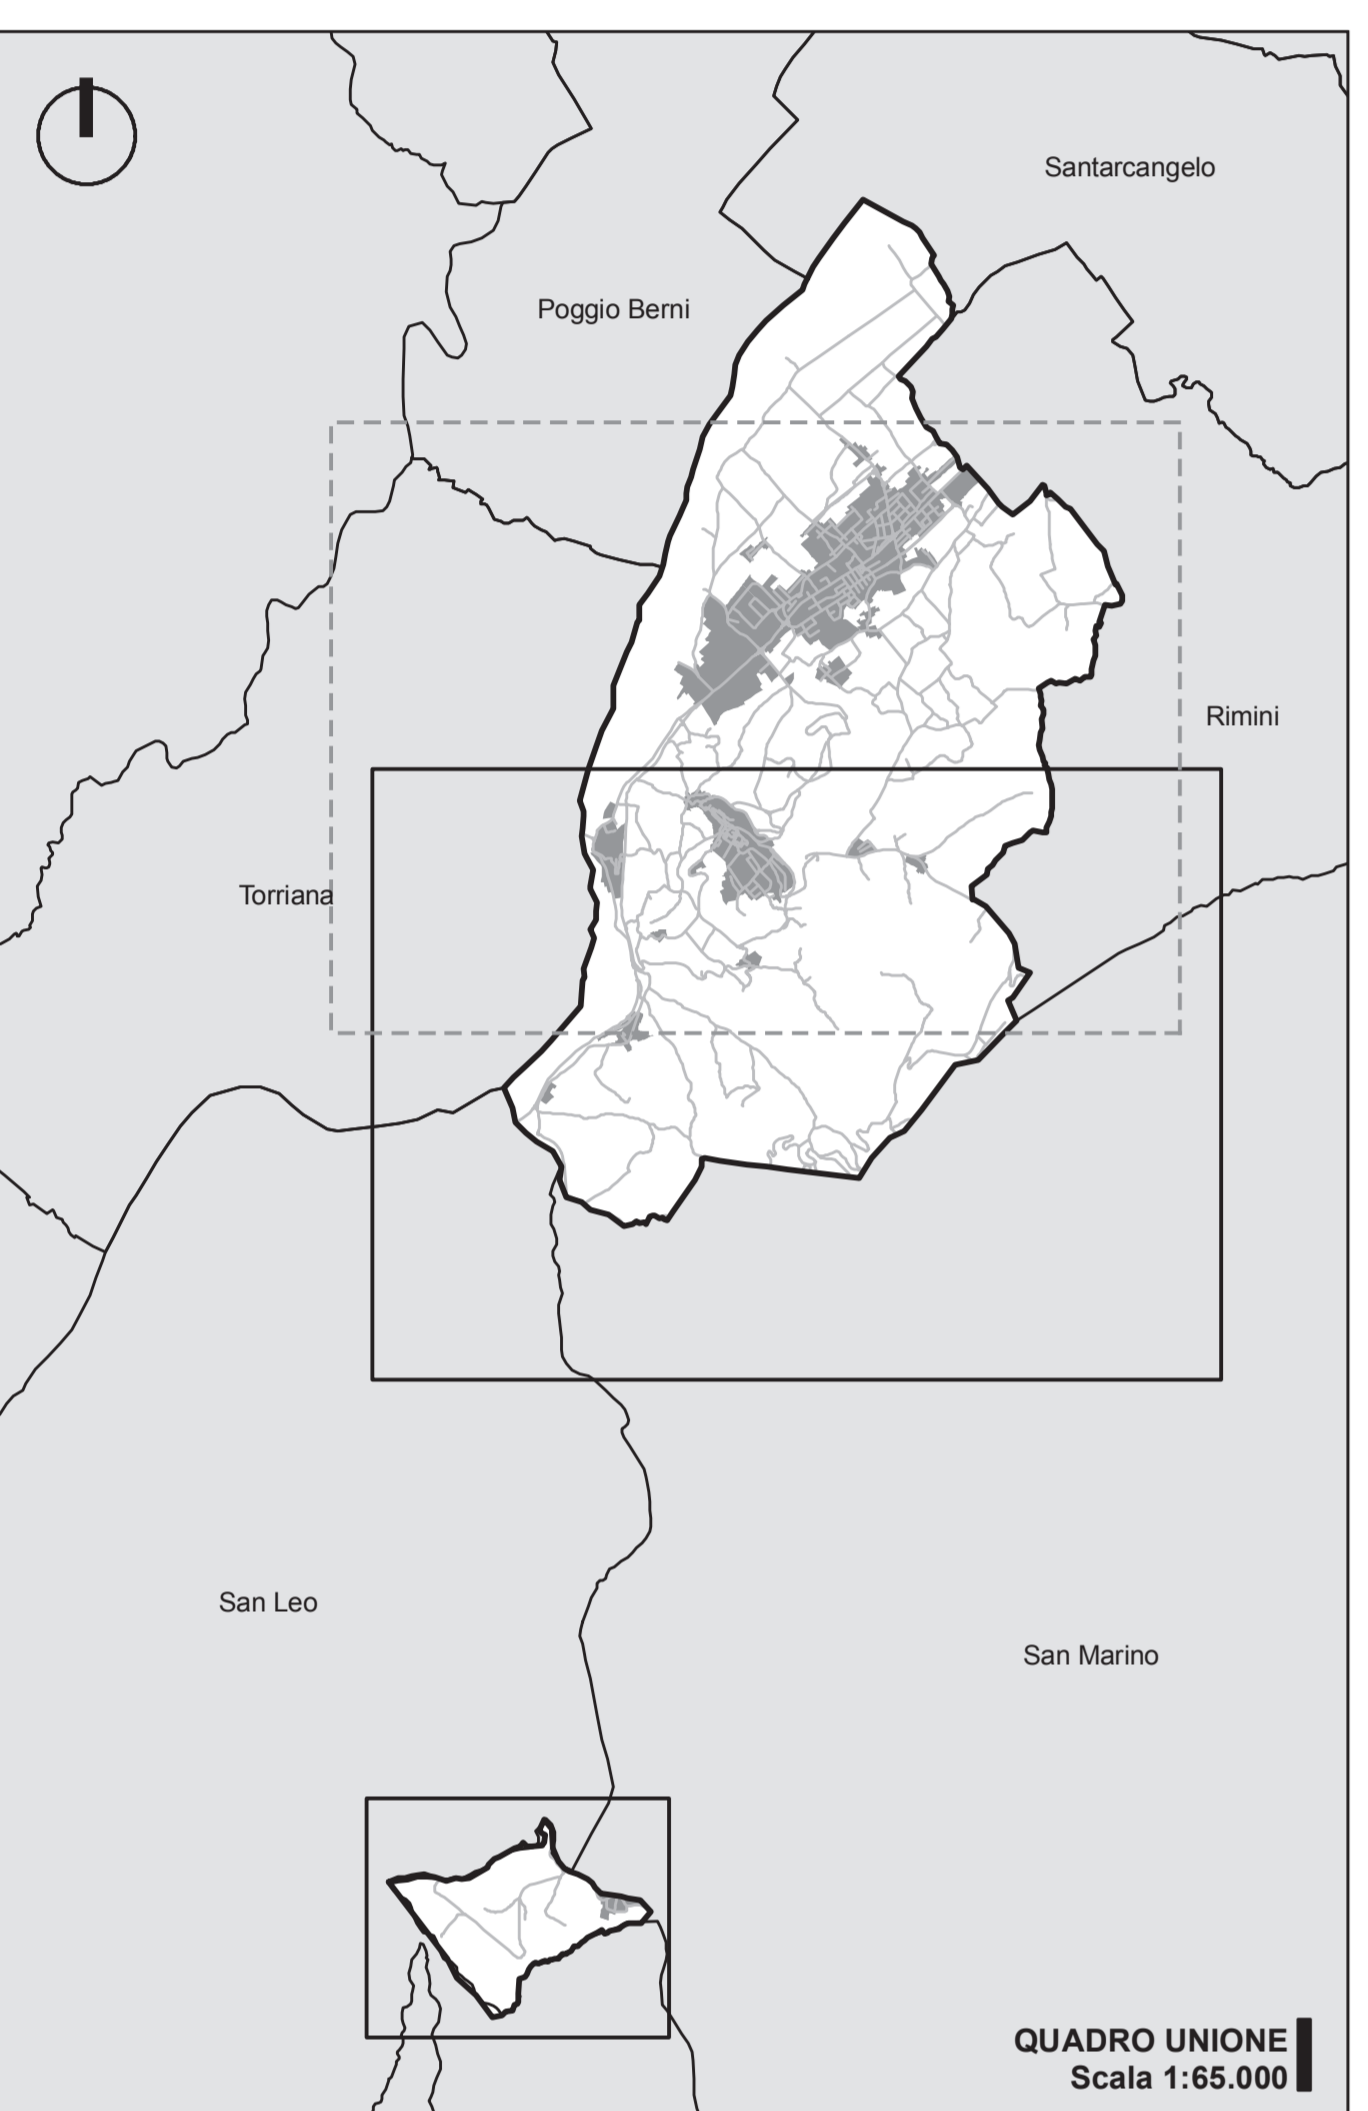 Santarcangelo
Poggio Berni
Rimini
Torriana
San Leo
San Marino
QUADRO UNIONE
Scala 1:65.000